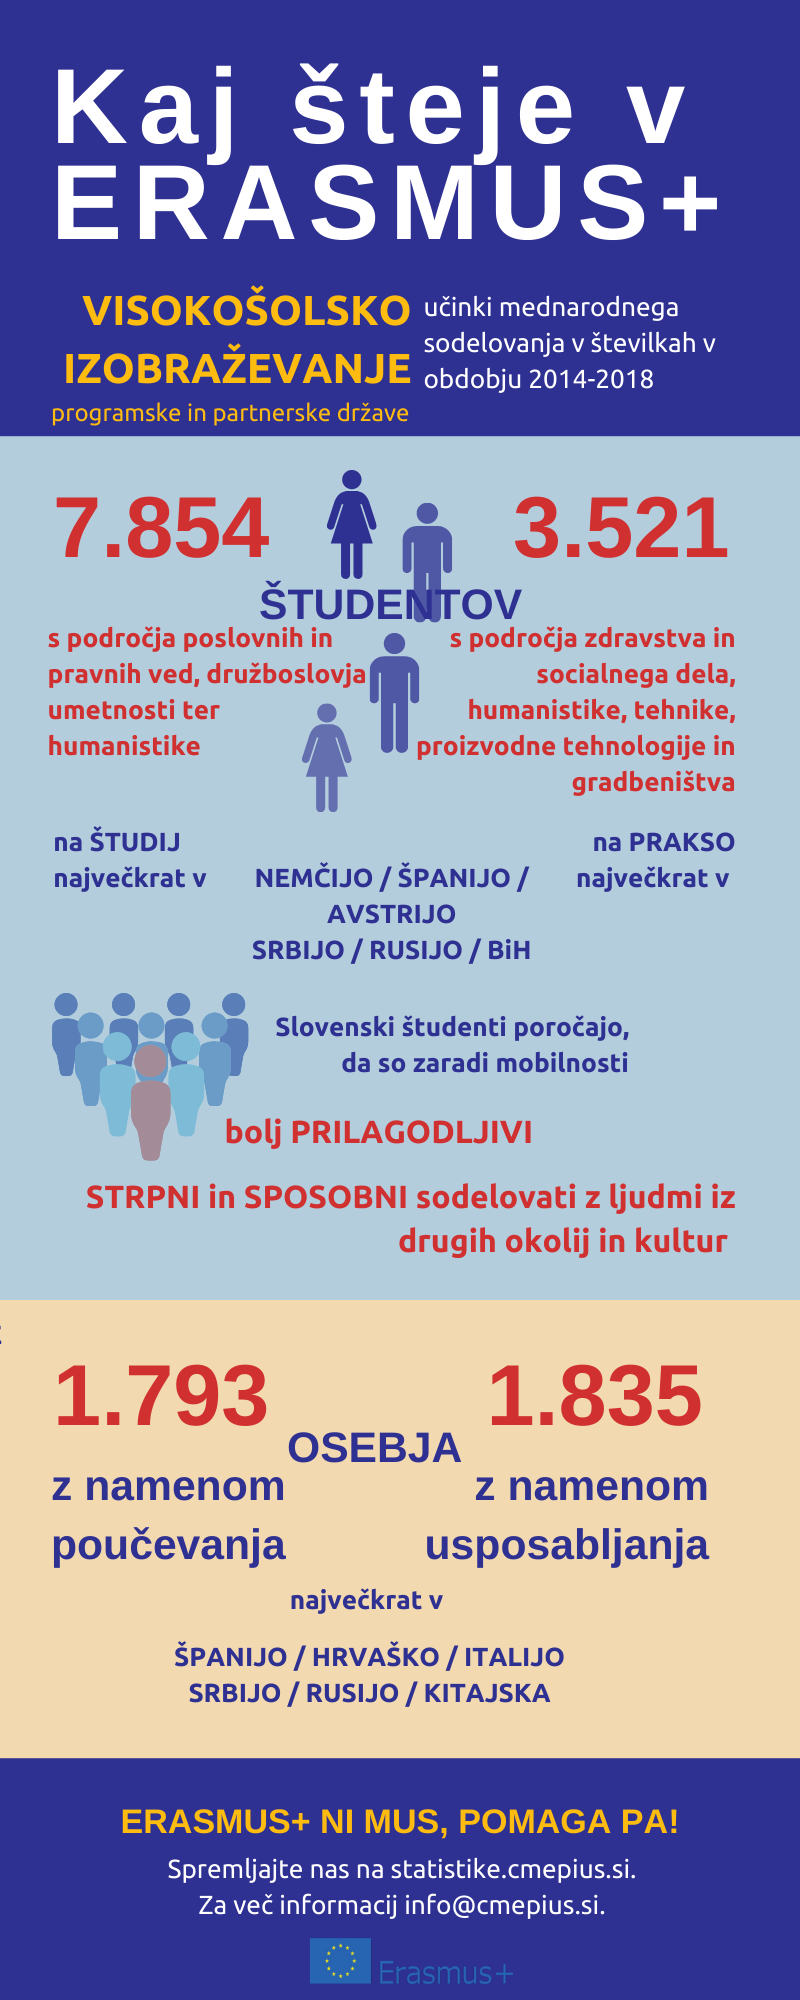 Kaj šteje v
ERASMUS+
VISOKOŠOLSKO
IZOBRAŽEVANJE
programske in partnerske države
učinki mednarodnega
sodelovanja v številkah v
obdobju 2014-2018
7.854
3.521
ŠTUDENTOV
s področja poslovnih in
pravnih ved, družboslovja
umetnosti ter
humanistike
s področja zdravstva in
socialnega dela,
humanistike, tehnike,
proizvodne tehnologije in
gradbeništva
na ŠTUDIJ
največkrat v
na PRAKSO
največkrat v
NEMČIJO / ŠPANIJO /
AVSTRIJO
SRBIJO / RUSIJO / BiH
Slovenski študenti poročajo,
da so zaradi mobilnosti
bolj PRILAGODLJIVI
STRPNI in SPOSOBNI sodelovati z ljudmi iz
drugih okolij in kultur
1.793
1.835
OSEBJA
z namenom
poučevanja
z namenom
usposabljanja
največkrat v
ŠPANIJO / HRVAŠKO / ITALIJO
SRBIJO / RUSIJO / KITAJSKA
ERASMUS+ NI MUS, POMAGA PA!
Spremljajte nas na statistike.cmepius.si.
Za več informacij info@cmepius.si.
Erasmus+